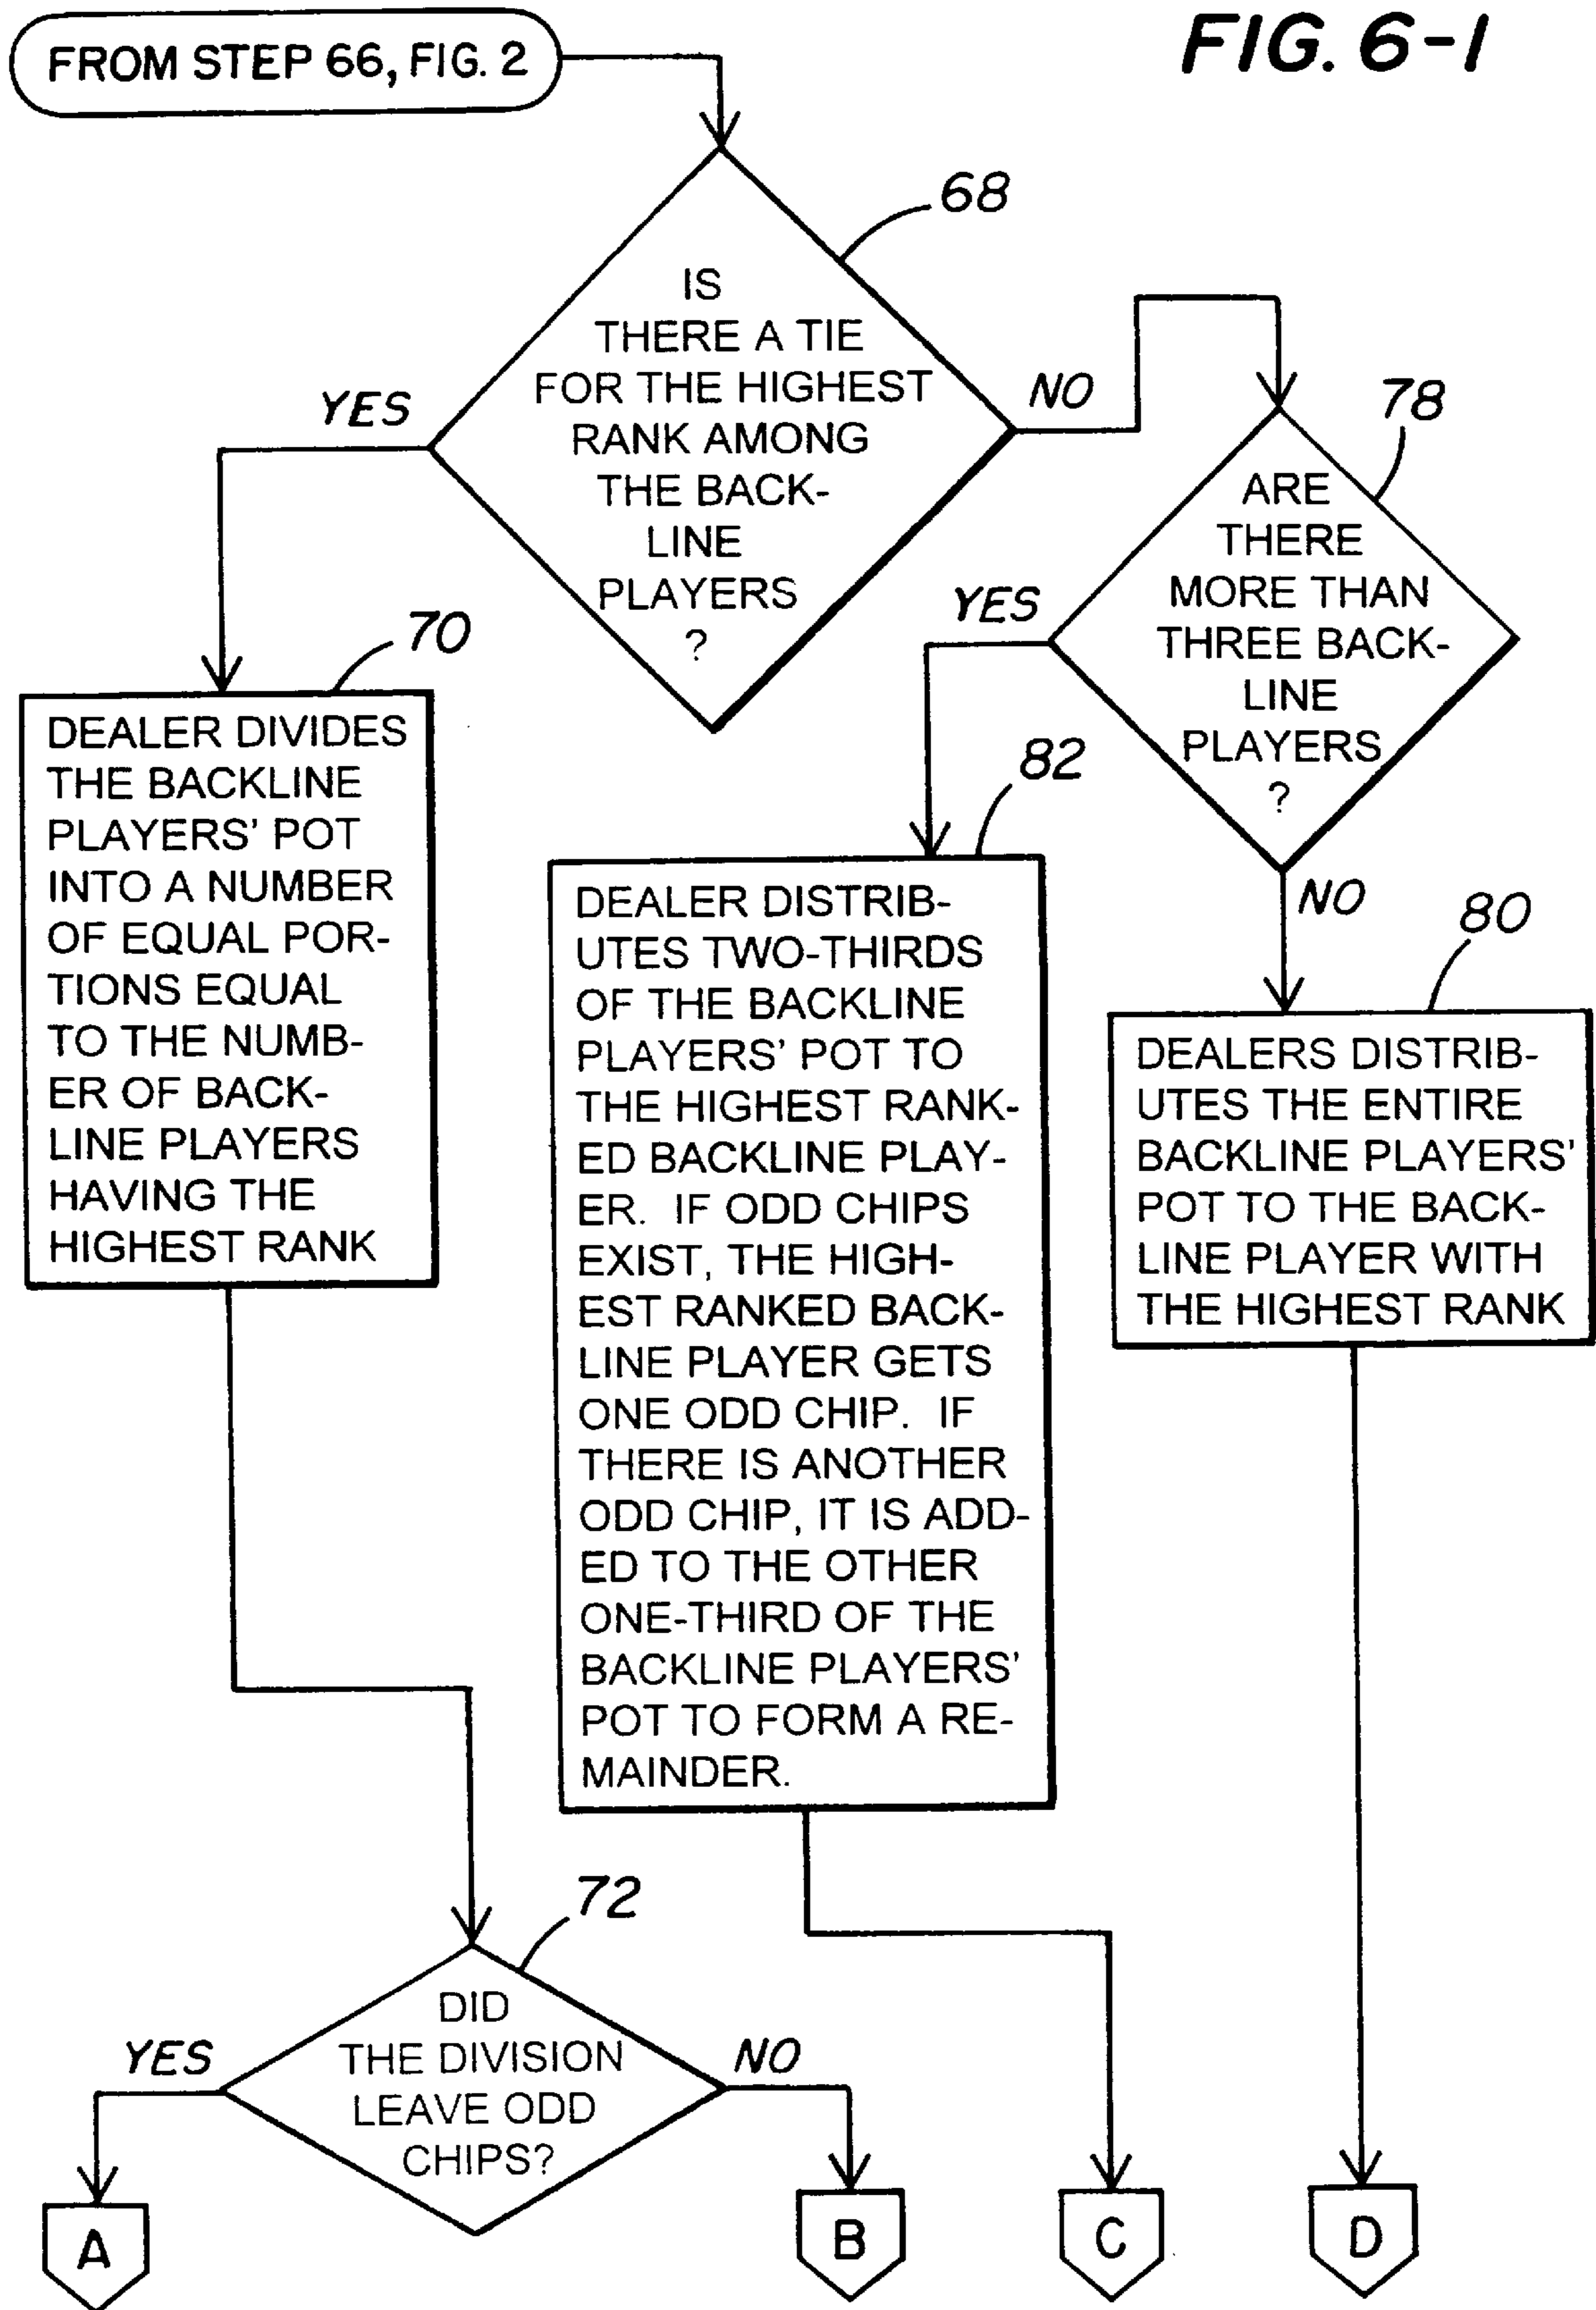 FROM STEP 66, FIG. 2
FIG. 6-1
68
IS
THERE A TIE
FOR THE HIGHEST
RANK AMONG
THE BACK-
LINE
PLAYERS
?
YES
NO
78
ARE
THERE
MORE THAN
THREE BACK-
LINE
PLAYERS
?
YES
NO
70
DEALER DIVIDES
THE BACKLINE
PLAYERS' POT
INTO A NUMBER
OF EQUAL POR-
TIONS EQUAL
TO THE NUMB-
ER OF BACK-
LINE PLAYERS
HAVING THE
HIGHEST RANK
82
DEALER DISTRIB-
UTES TWO-THIRDS
OF THE BACKLINE
PLAYERS' POT TO
THE HIGHEST RANK-
ED BACKLINE PLAY-
ER. IF ODD CHIPS
EXIST, THE HIGH-
EST RANKED BACK-
LINE PLAYER GETS
ONE ODD CHIP. IF
THERE IS ANOTHER
ODD CHIP, IT IS ADD-
ED TO THE OTHER
ONE-THIRD OF THE
BACKLINE PLAYERS'
POT TO FORM A RE-
MAINDER.
80
DEALERS DISTRIB-
UTES THE ENTIRE
BACKLINE PLAYERS'
POT TO THE BACK-
LINE PLAYER WITH
THE HIGHEST RANK
72
DID
THE DIVISION
LEAVE ODD
CHIPS?
YES
NO
A
B
C
D